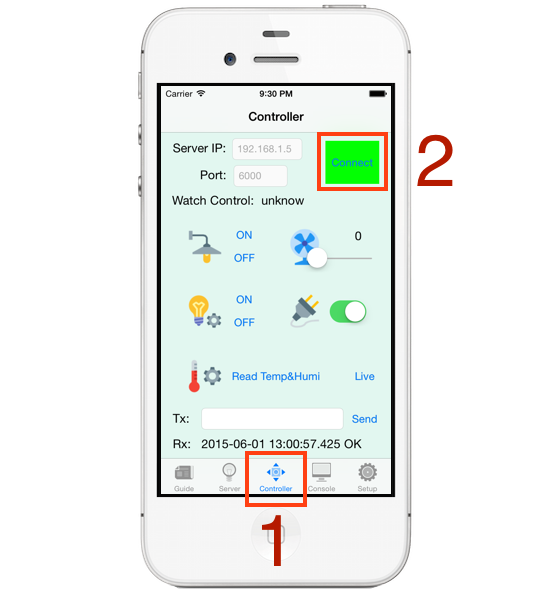 Carrier 9:30 PM
Controller
Server IP: 192.168.1.5
Connect
2
Port: 6000
Watch Control: unknow
ON 0
OFF
ON
OFF
Read Temp&Humi Live
Tx: Send
Rx: 2015-06-01 13:00:57.425 OK
Guide Server Controller Console Setup
1